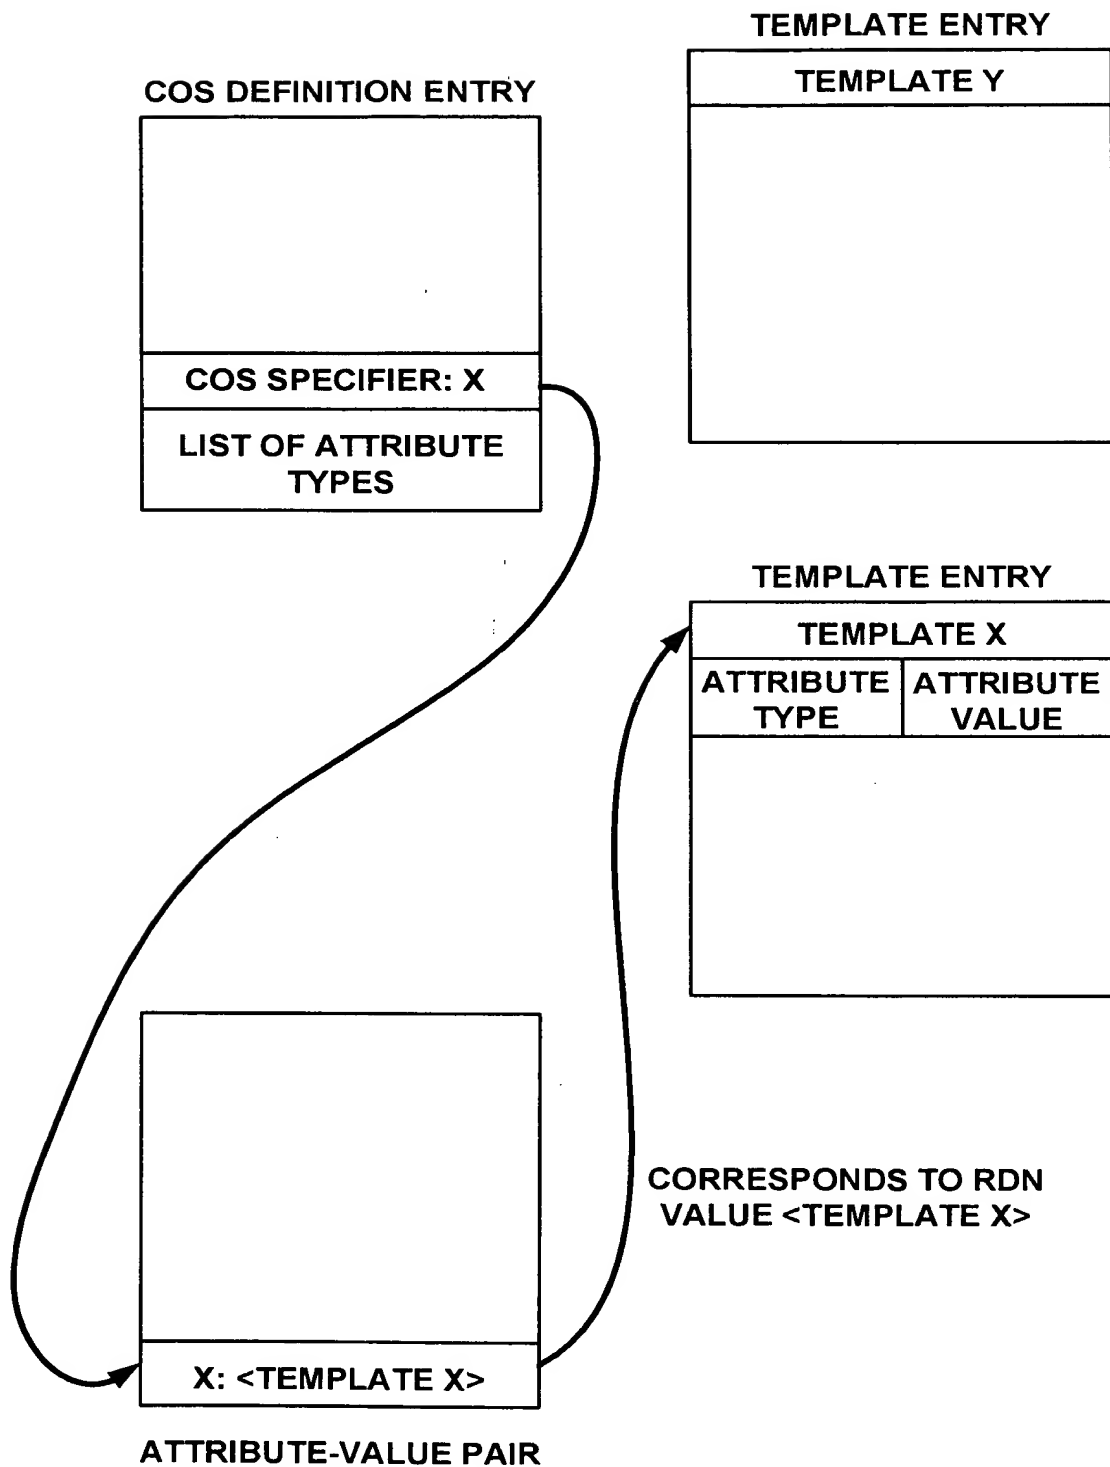 TEMPLATE ENTRY
TEMPLATE Y
COS DEFINITION ENTRY
COS SPECIFIER: X
LIST OF ATTRIBUTE
TYPES
TEMPLATE ENTRY
TEMPLATE X
ATTRIBUTE
TYPE
ATTRIBUTE
VALUE
CORRESPONDS TO RDN
VALUE <TEMPLATE X>
X: <TEMPLATE X>
ATTRIBUTE-VALUE PAIR